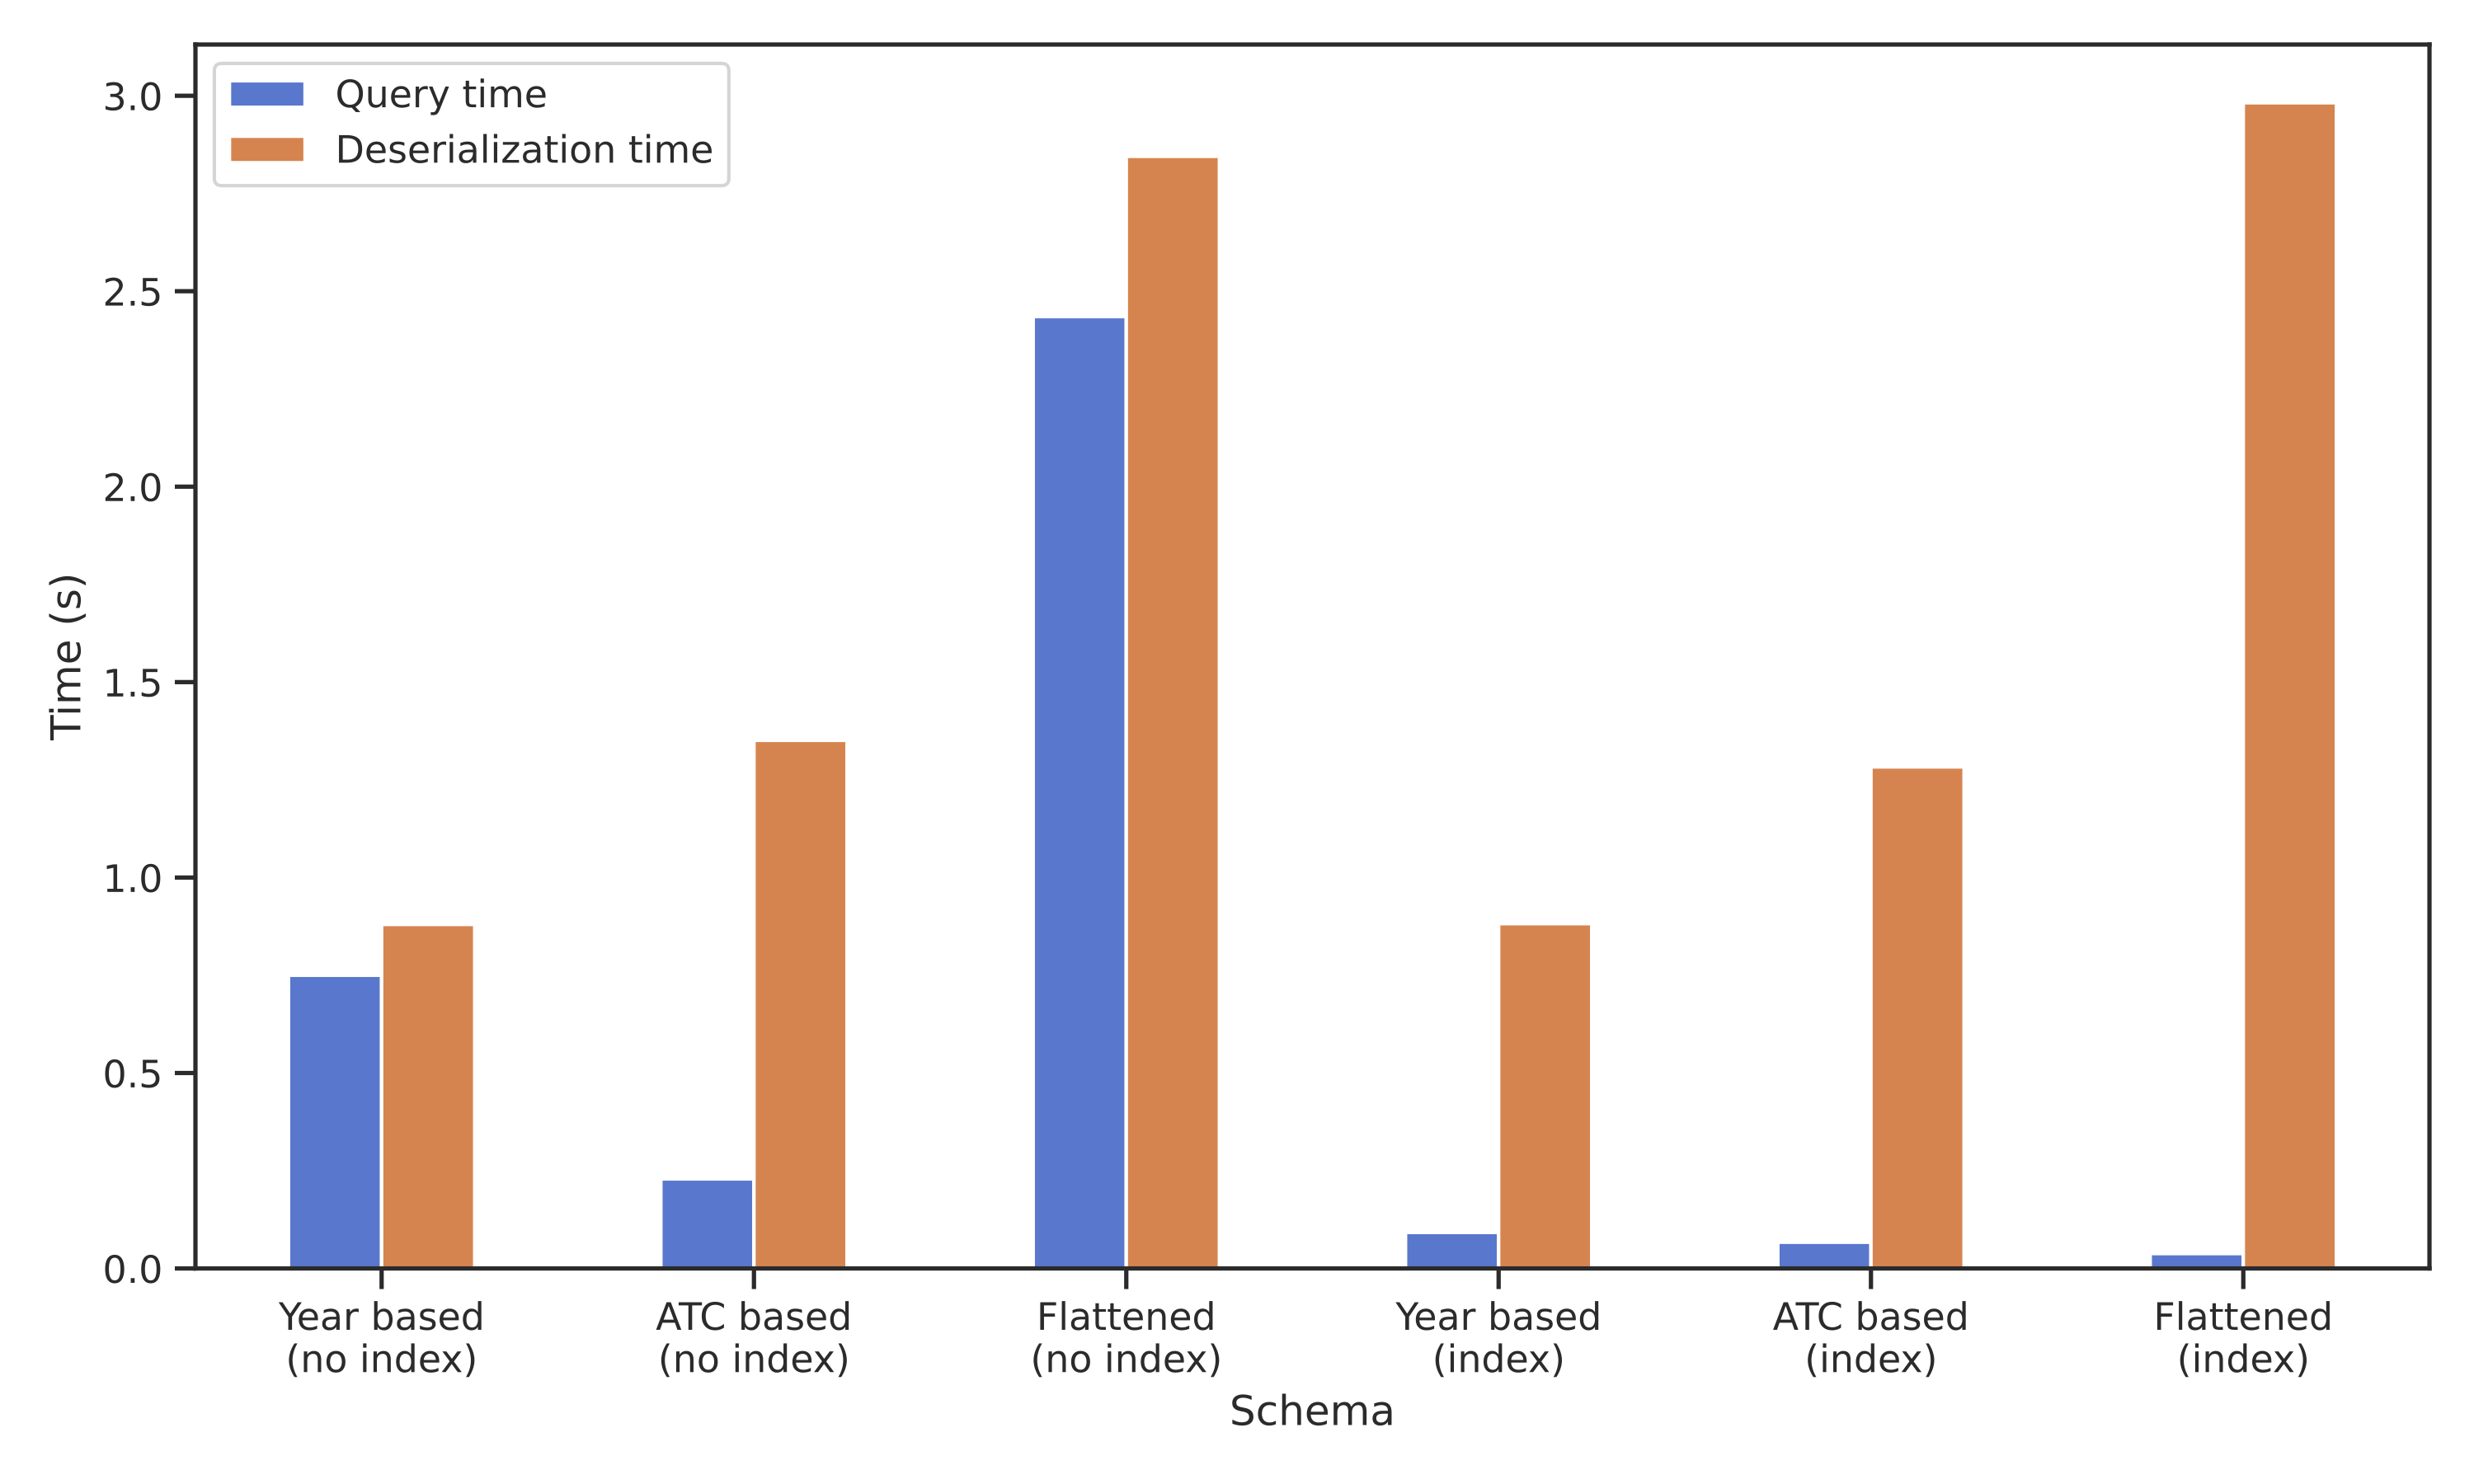 Query time
Deserialization time
3.0
2.5
2.0
1.5
1.0
0.5
0.0
Time (s)
Year based
(no index)
ATC based
(no index)
Flattened
(no index)
Year based
(index)
ATC based
(index)
Flattened
(index)
Schema